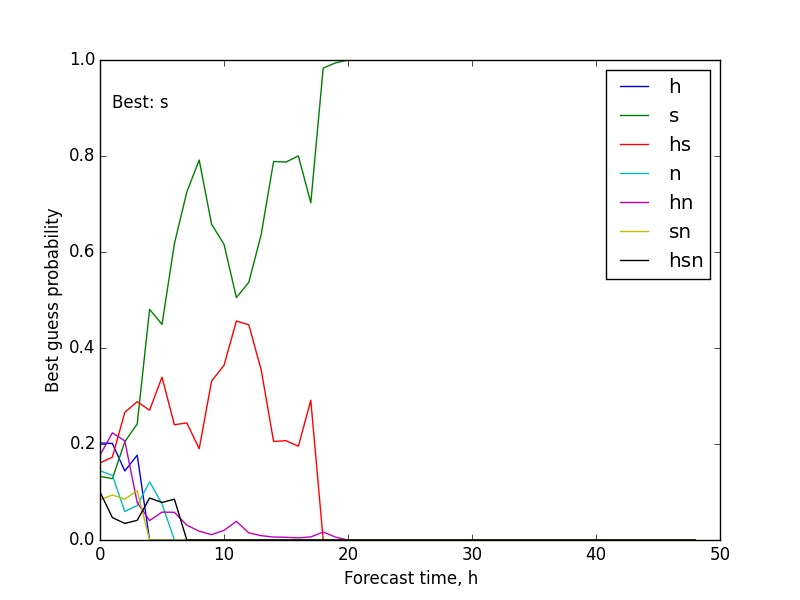 1.0
0.8
0.6
0.4
0.2
0.0
Best guess probability
Best: s
h
s
hs
n
hn
sn
hsn
0 10 20 30 40 50
Forecast time, h